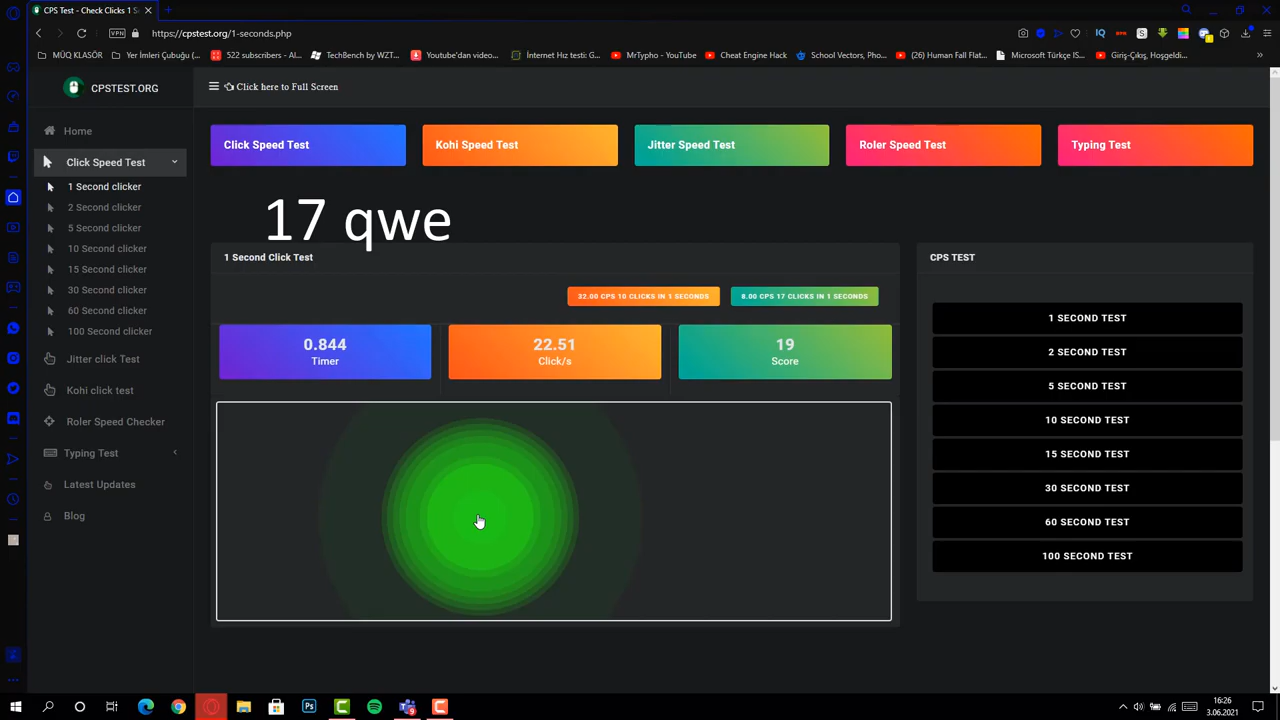 CPS Test - Check Clicks 1 S
VPN
https://cpstest.org/1-seconds.php
MÜQ KLASÖR
Yer İmleri Çubuğu (...
522 subscribers - Al...
TechBench by WZT...
Youtube'dan video...
İnternet Hız testi: G...
MrTypho - YouTube
Cheat Engine Hack
School Vectors, Pho...
(26) Human Fall Flat...
Microsoft Türkçe IS...
Giriş-Çıkış, Hoşgeldi...
CPSTEST.ORG
Click here to Full Screen
Home
Click Speed Test
1 Second clicker
2 Second clicker
5 Second clicker
10 Second clicker
15 Second clicker
30 Second clicker
60 Second clicker
100 Second clicker
Jitter click Test
Kohi click test
Roler Speed Checker
Typing Test
Latest Updates
Blog
Click Speed Test
Kohi Speed Test
Jitter Speed Test
Roler Speed Test
Typing Test
17 qwe
1 Second Click Test
32.00 CPS 10 CLICKS IN 1 SECONDS
8.00 CPS 17 CLICKS IN 1 SECONDS
0.844
Timer
22.51
Click/s
19
Score
CPS TEST
1 SECOND TEST
2 SECOND TEST
5 SECOND TEST
10 SECOND TEST
15 SECOND TEST
30 SECOND TEST
60 SECOND TEST
100 SECOND TEST
16:26
3.06.2021